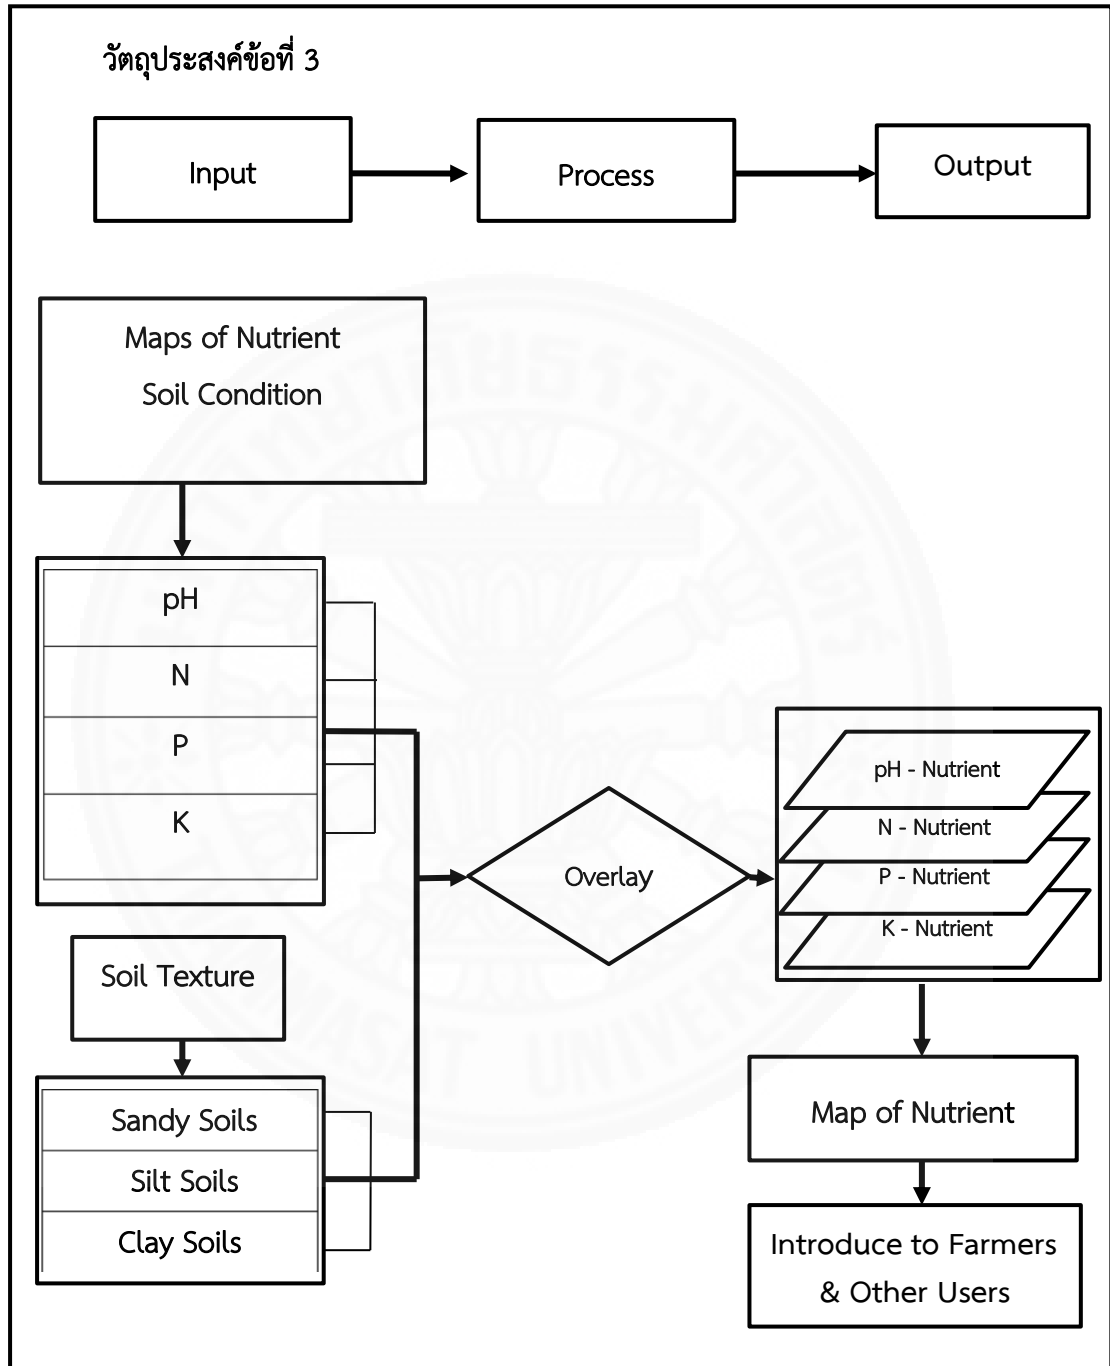 วัตถุประสงค์ข้อที่ 3
Input
Process
Output
Maps of Nutrient
Soil Condition
pH
N
P
K
Soil Texture
Sandy Soils
Silt Soils
Clay Soils
Overlay
pH - Nutrient
N - Nutrient
P - Nutrient
K - Nutrient
Map of Nutrient
Introduce to Farmers
& Other Users